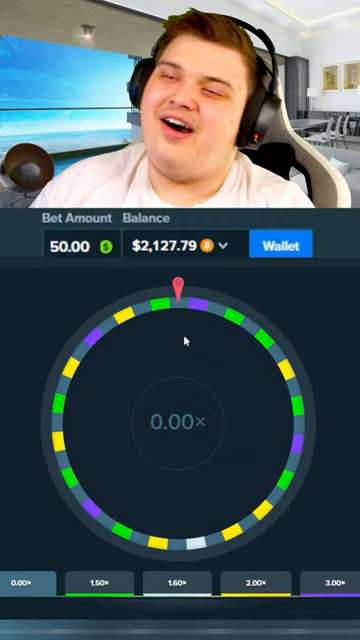 Bet Amount Balance
50.00 $2,127.79 Wallet
0.00×
0.00× 1.50× 1.60× 2.00× 3.00×